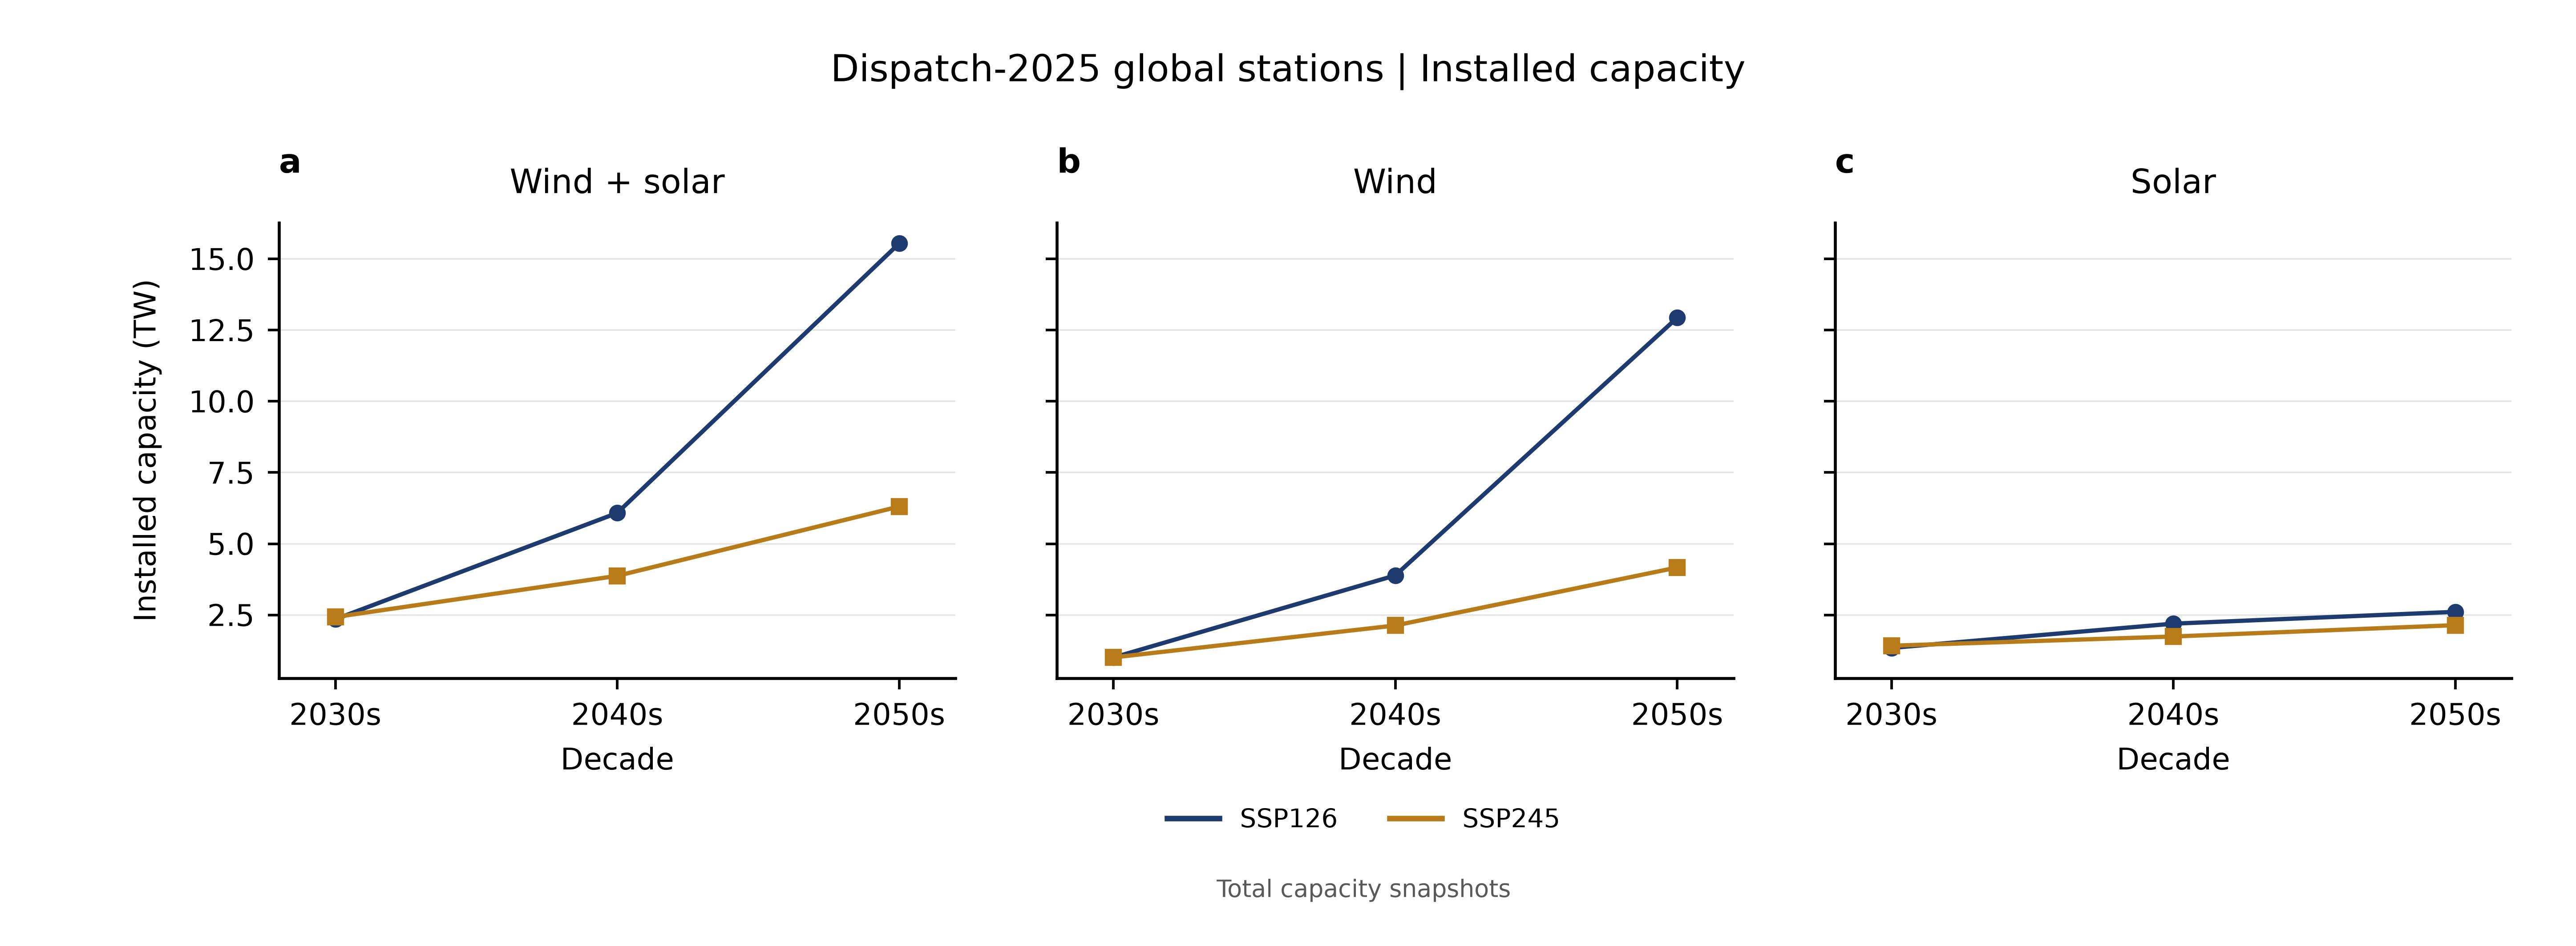 Dispatch-2025 global stations | Installed capacity
a
Wind + solar
b
Wind
c
Solar
Installed capacity (TW)
15.0
12.5
10.0
7.5
5.0
2.5
2030s 2040s 2050s
Decade
2030s 2040s 2050s
Decade
2030s 2040s 2050s
Decade
SSP126 SSP245
Total capacity snapshots